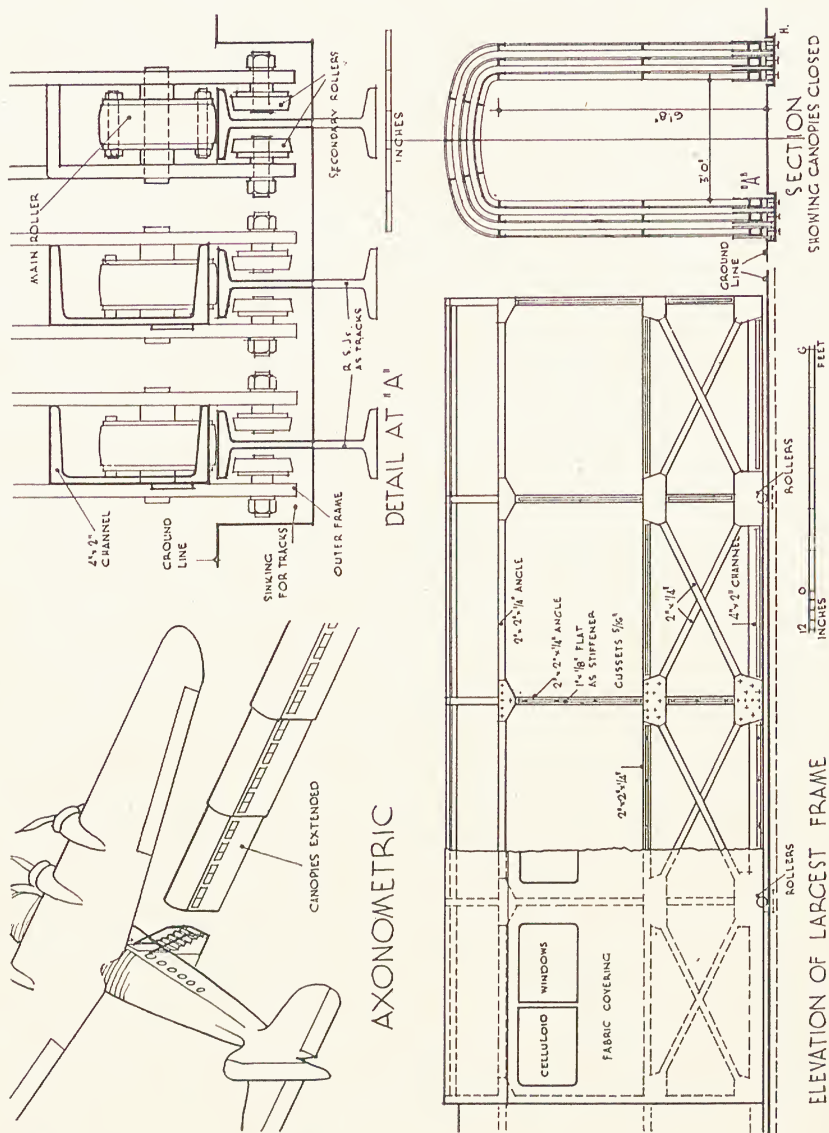 CANOPIES EXTENDED
AXONOMETRIC
4"x 2"
CHANNEL
GROUND
LINE
SINKING
FOR TRACKS
OUTER FRAME
MAIN ROLLER
R.S.Js.
AS TRACKS
SECONDARY ROLLERS
INCHES
DETAIL AT "A"
CELLULOID WINDOWS
FABRIC COVERING
2"x 2"x 1/4" ANGLE
2"x 2"x 1/4" ANGLE
1"x 1/8" FLAT
AS STIFFENER
GUSSETS 5/16"
2"x 2"x 1/4"
2"x 1/4"
4"x 2" CHANNEL
ROLLERS
ROLLERS
12 0 6
INCHES FEET
ELEVATION OF LARGEST FRAME
GROUND
LINE
6'8"
3'0"
"A"
H.
SECTION
SHOWING CANOPIES CLOSED